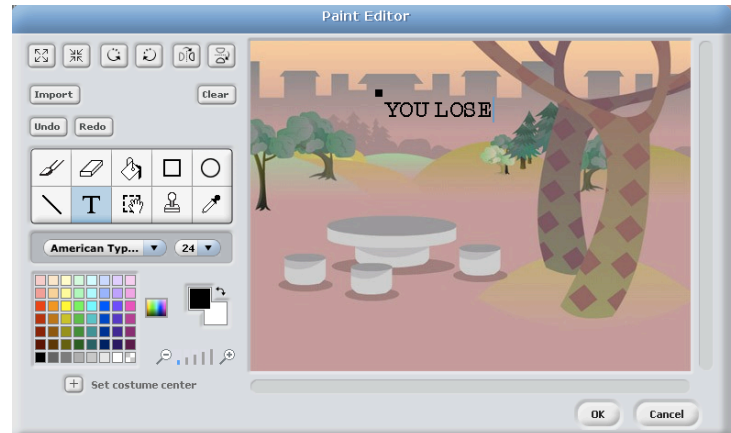 Paint Editor
Import
Clear
Undo
Redo
T
American Typ...
24
Set costume center
YOU LOSE
OK
Cancel